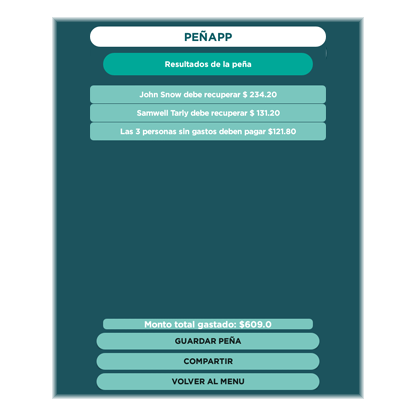 PEÑAPP
Resultados de la peña
John Snow debe recuperar $ 234.20
Samwell Tarly debe recuperar $ 131.20
Las 3 personas sin gastos deben pagar $121.80
Monto total gastado: $609.0
GUARDAR PEÑA
COMPARTIR
VOLVER AL MENU